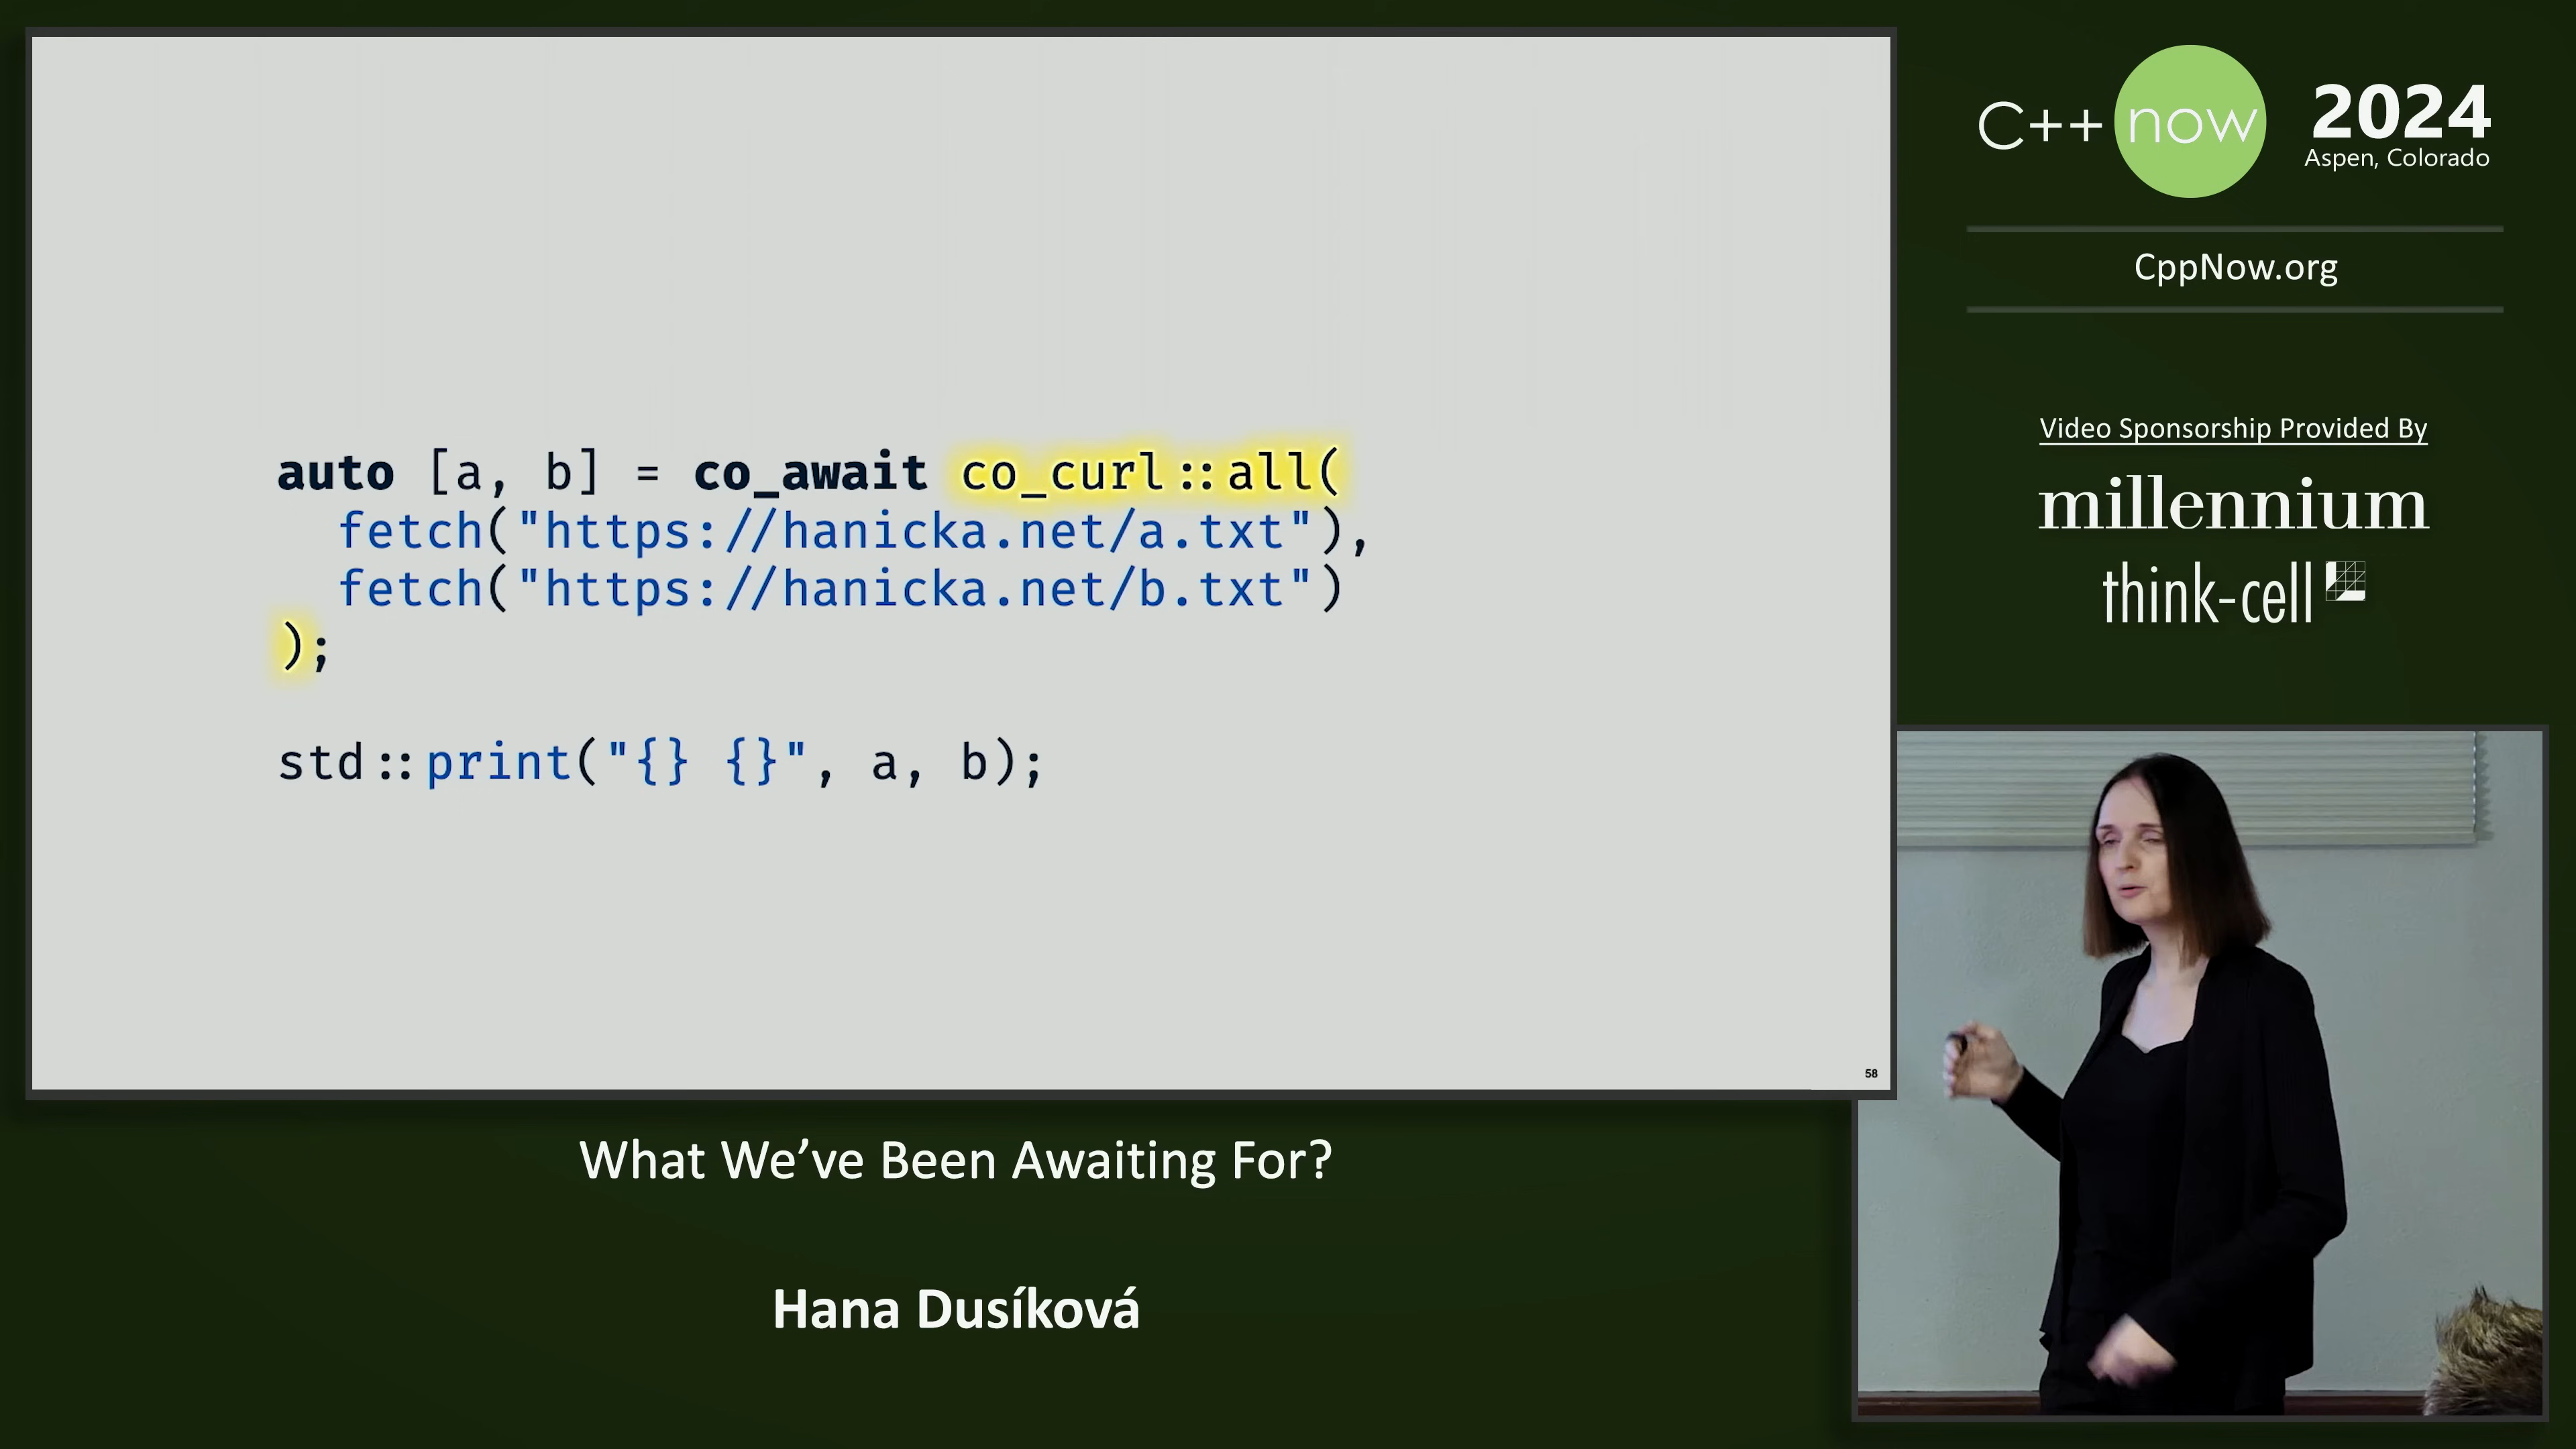 auto [a, b] = co_await co_curl::all(
  fetch("https://hanicka.net/a.txt"),
  fetch("https://hanicka.net/b.txt")
);
std::print("{} {}", a, b);
58
What We’ve Been Awaiting For?
Hana Dusíková
C++ now
2024
Aspen, Colorado
CppNow.org
Video Sponsorship Provided By
millennium
think-cell